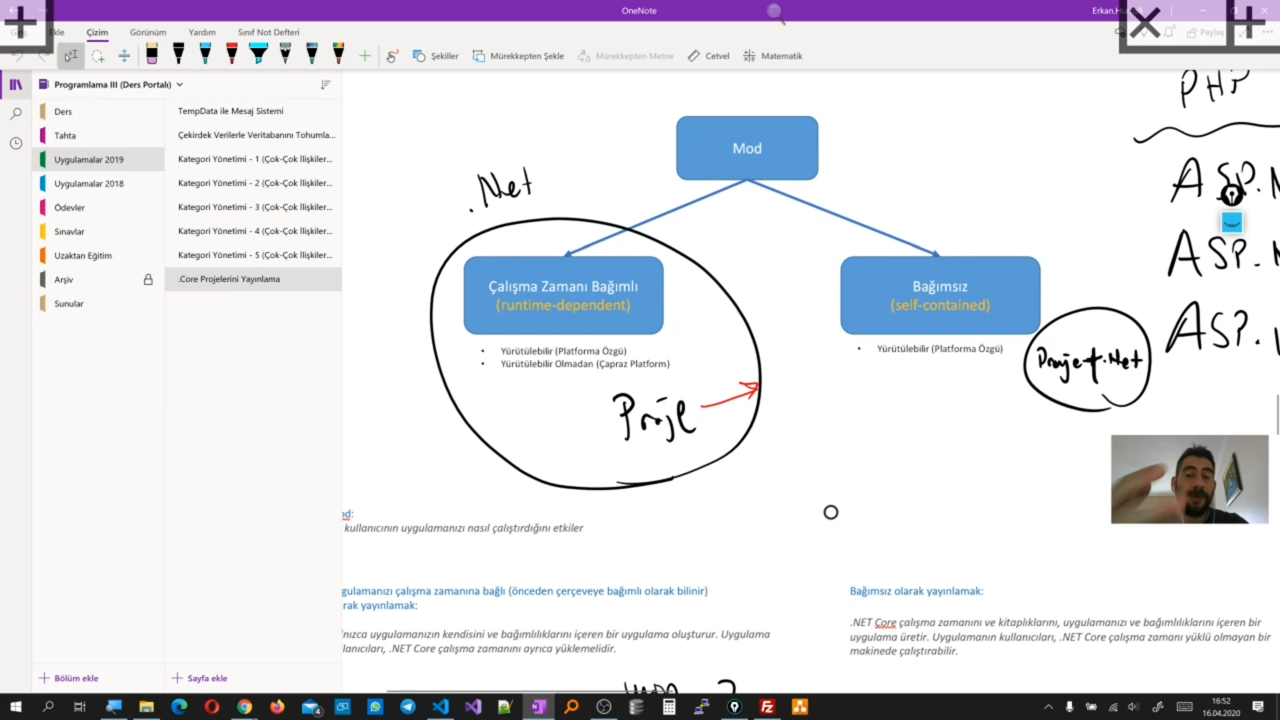 OneNote
Erkan.Hu
Ekle
Çizim
Görünüm
Yardım
Sınıf Not Defteri
Şekiller
Mürekkepten Şekle
Mürekkepten Metne
Cetvel
Matematik
Paylaş
Programlama III (Ders Portalı)
Ders
Tahta
Uygulamalar 2019
Uygulamalar 2018
Ödevler
Sınavlar
Uzaktan Eğitim
Arşiv
Sunular
TempData ile Mesaj Sistemi
Çekirdek Verilerle Veritabanını Tohumla...
Kategori Yönetimi - 1 (Çok-Çok İlişkiler...
Kategori Yönetimi - 2 (Çok-Çok İlişkiler...
Kategori Yönetimi - 3 (Çok-Çok İlişkiler...
Kategori Yönetimi - 4 (Çok-Çok İlişkiler...
Kategori Yönetimi - 5 (Çok-Çok İlişkiler...
.Core Projelerini Yayınlama
PHP
Mod
.Net
ASP.N
ASP.N
ASP.N
Çalışma Zamanı Bağımlı
(runtime-dependent)
• Yürütülebilir (Platforma Özgü)
• Yürütülebilir Olmadan (Çapraz Platform)
Proje
Bağımsız
(self-contained)
• Yürütülebilir (Platforma Özgü)
Proje+.Net
od:
kullanıcının uygulamanızı nasıl çalıştırdığını etkiler
gulamanızı çalışma zamanına bağlı (önceden çerçeveye bağımlı olarak bilinir)
rak yayınlamak:
lnızca uygulamanızın kendisini ve bağımlılıklarını içeren bir uygulama oluşturur. Uygulama
lanıcıları, .NET Core çalışma zamanını ayrıca yüklemelidir.
Bağımsız olarak yayınlamak:
.NET Core çalışma zamanını ve kitaplıklarını, uygulamanızı ve bağımlılıklarını içeren bir
uygulama üretir. Uygulamanın kullanıcıları, .NET Core çalışma zamanı yüklü olmayan bir
makinede çalıştırabilir.
Bölüm ekle
Sayfa ekle
16:52
16.04.2020